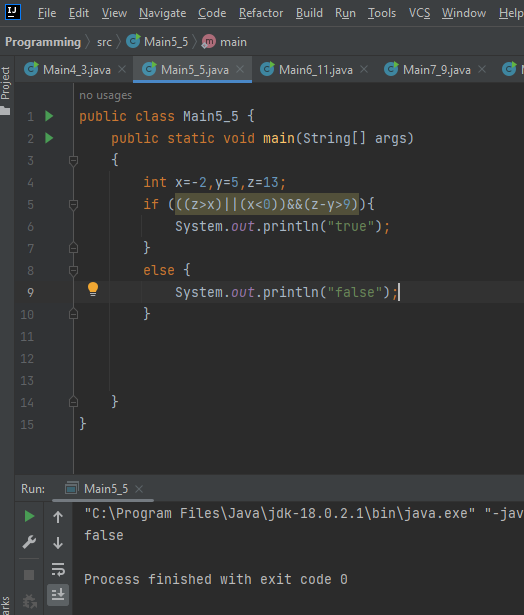 IJ File Edit View Navigate Code Refactor Build Run Tools VCS Window Help
Programming src Main5_5 main
Main4_3.java Main5_5.java Main6_11.java Main7_9.java M
Project
no usages
1 public class Main5_5 {
2 public static void main(String[] args)
3 {
4 int x=-2,y=5,z=13;
5 if (((z>x)||(x<0))&&(z-y>9)){
6 System.out.println("true");
7 }
8 else {
9 System.out.println("false");
10 }
11
12
13
14 }
15 }
Run: Main5_5
"C:\Program Files\Java\jdk-18.0.2.1\bin\java.exe" "-jav
false
Process finished with exit code 0
arks